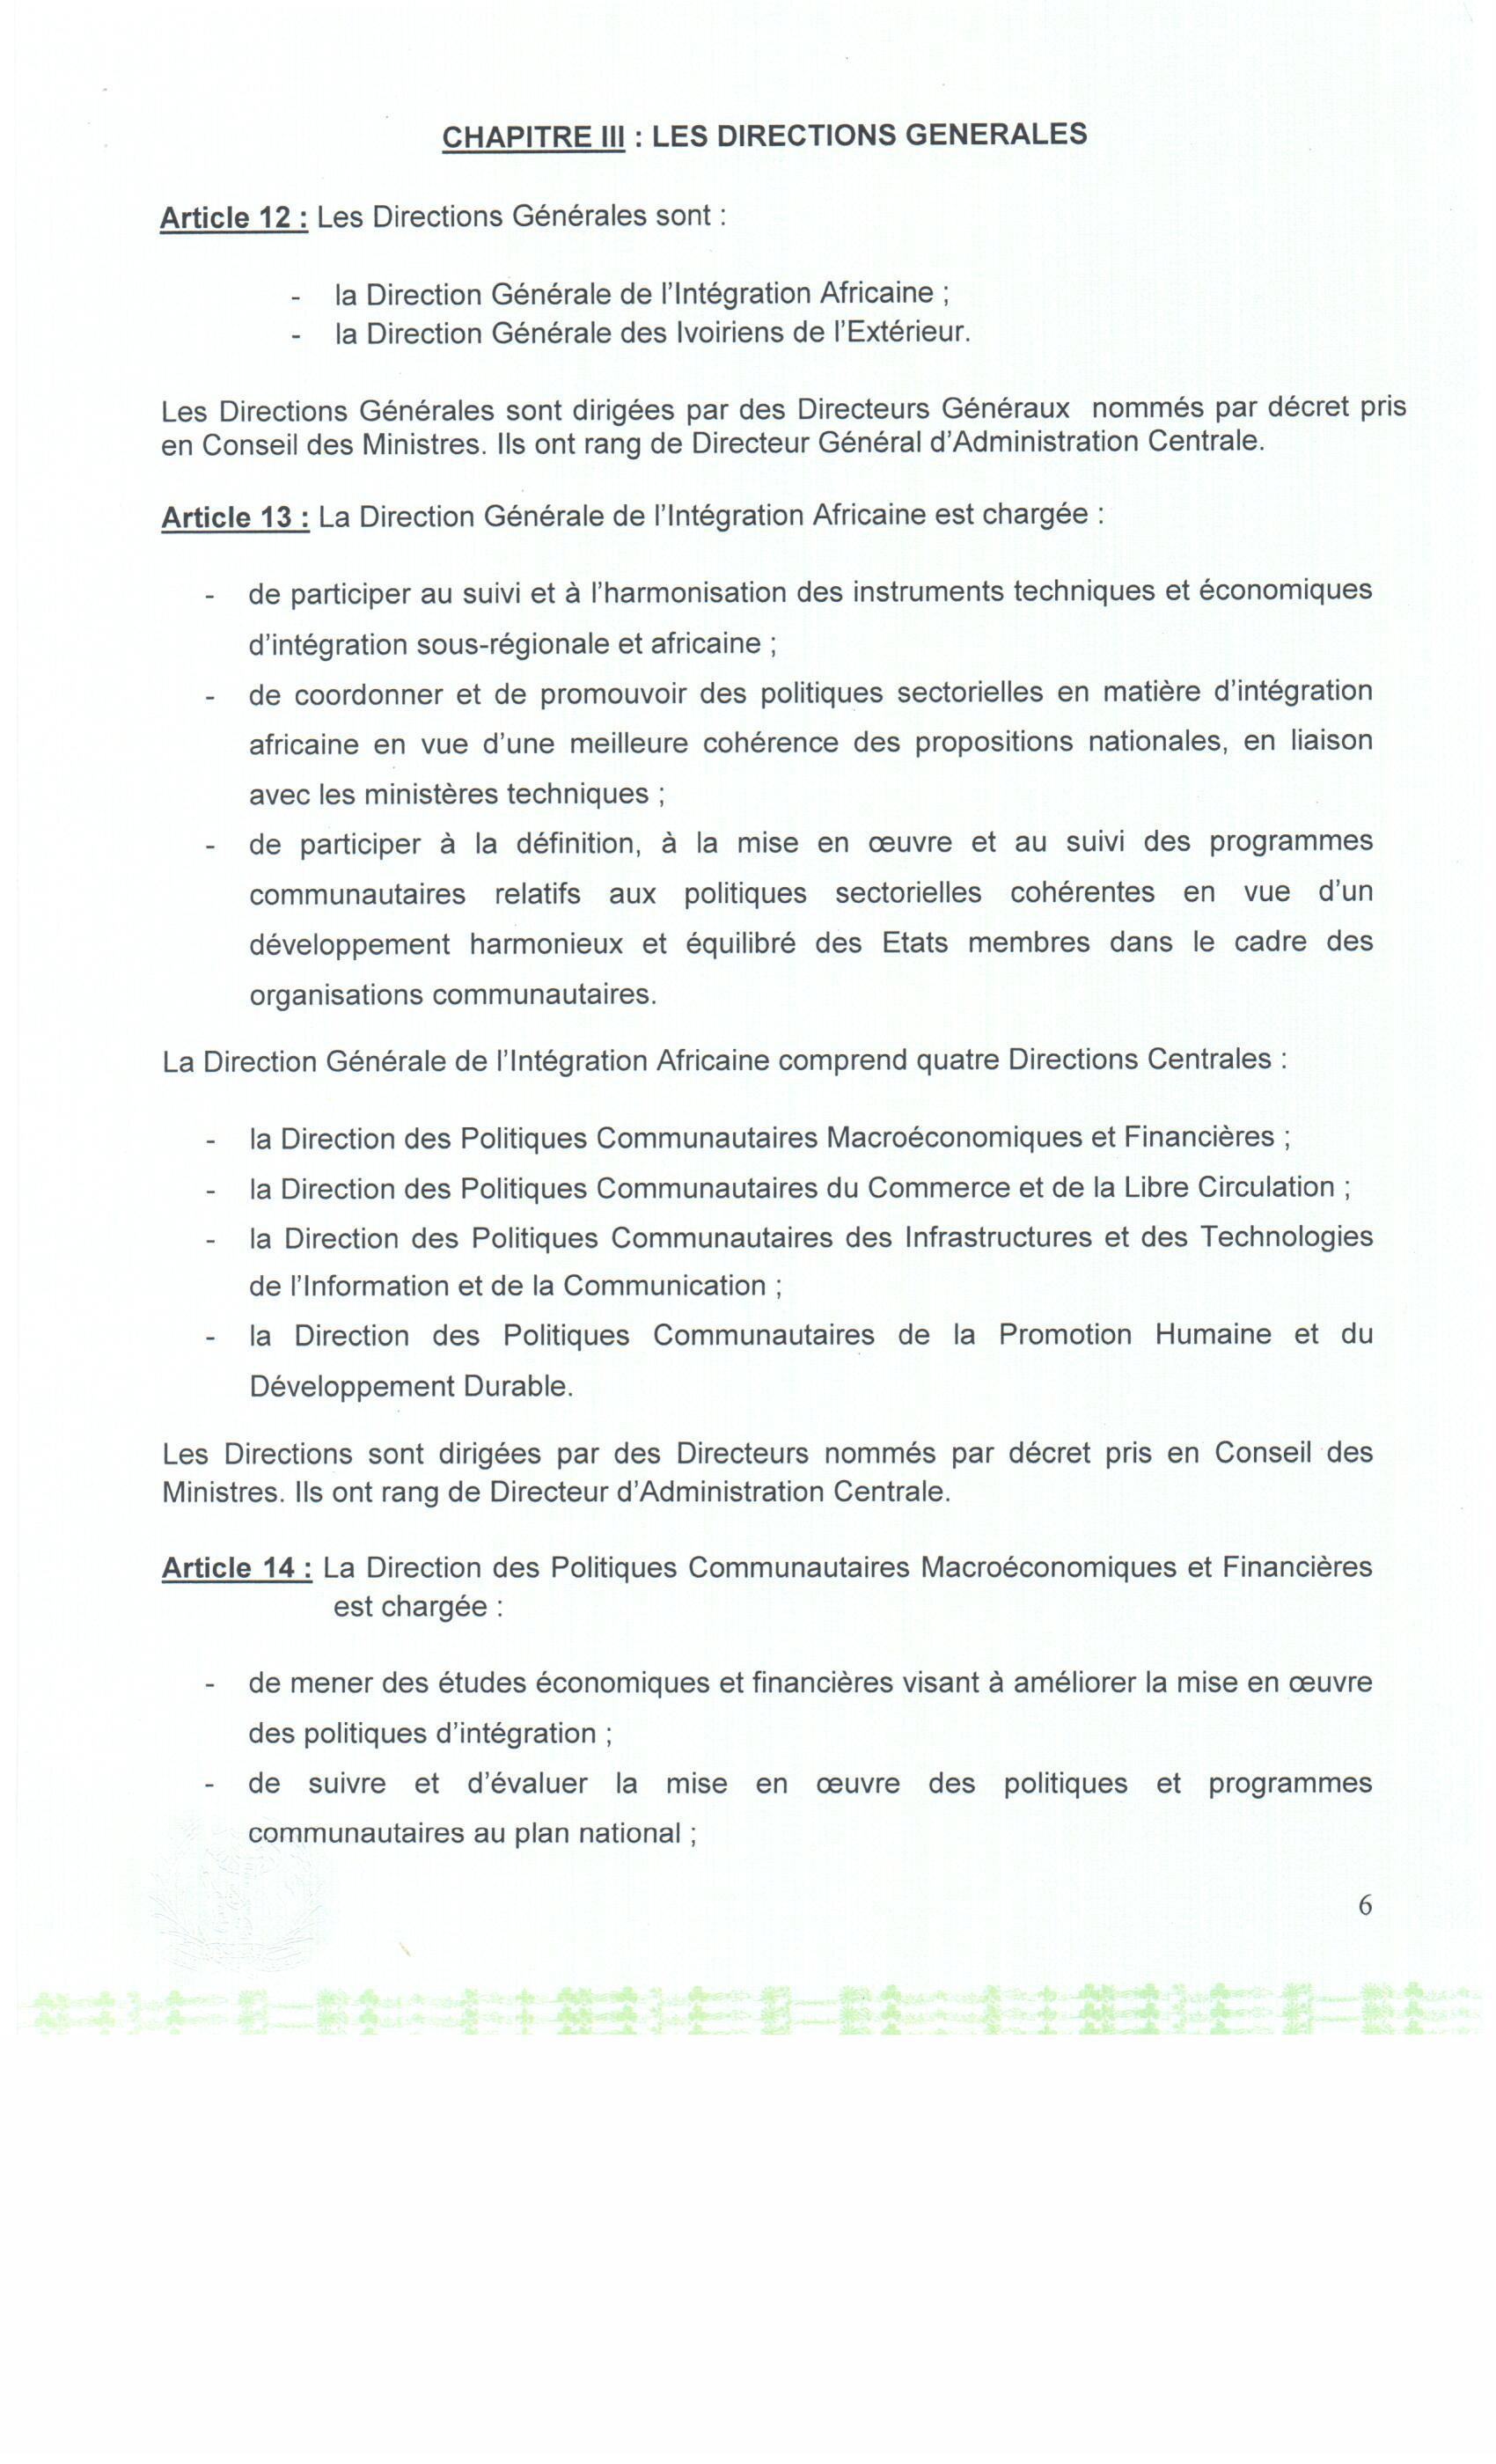 CHAPITRE III : LES DIRECTIONS GENERALES
Article 12 : Les Directions Générales sont :
- la Direction Générale de l'Intégration Africaine ;
- la Direction Générale des Ivoiriens de l'Extérieur.
Les Directions Générales sont dirigées par des Directeurs Généraux nommés par décret pris
en Conseil des Ministres. Ils ont rang de Directeur Général d'Administration Centrale.
Article 13 : La Direction Générale de l'Intégration Africaine est chargée :
- de participer au suivi et à l'harmonisation des instruments techniques et économiques
d'intégration sous-régionale et africaine ;
- de coordonner et de promouvoir des politiques sectorielles en matière d'intégration
africaine en vue d'une meilleure cohérence des propositions nationales, en liaison
avec les ministères techniques ;
- de participer à la définition, à la mise en œuvre et au suivi des programmes
communautaires relatifs aux politiques sectorielles cohérentes en vue d'un
développement harmonieux et équilibré des Etats membres dans le cadre des
organisations communautaires.
La Direction Générale de l'Intégration Africaine comprend quatre Directions Centrales :
- la Direction des Politiques Communautaires Macroéconomiques et Financières ;
- la Direction des Politiques Communautaires du Commerce et de la Libre Circulation ;
- la Direction des Politiques Communautaires des Infrastructures et des Technologies
de l'Information et de la Communication ;
- la Direction des Politiques Communautaires de la Promotion Humaine et du
Développement Durable.
Les Directions sont dirigées par des Directeurs nommés par décret pris en Conseil des
Ministres. Ils ont rang de Directeur d'Administration Centrale.
Article 14 : La Direction des Politiques Communautaires Macroéconomiques et Financières
est chargée :
- de mener des études économiques et financières visant à améliorer la mise en œuvre
des politiques d'intégration ;
- de suivre et d'évaluer la mise en œuvre des politiques et programmes
communautaires au plan national ;
6